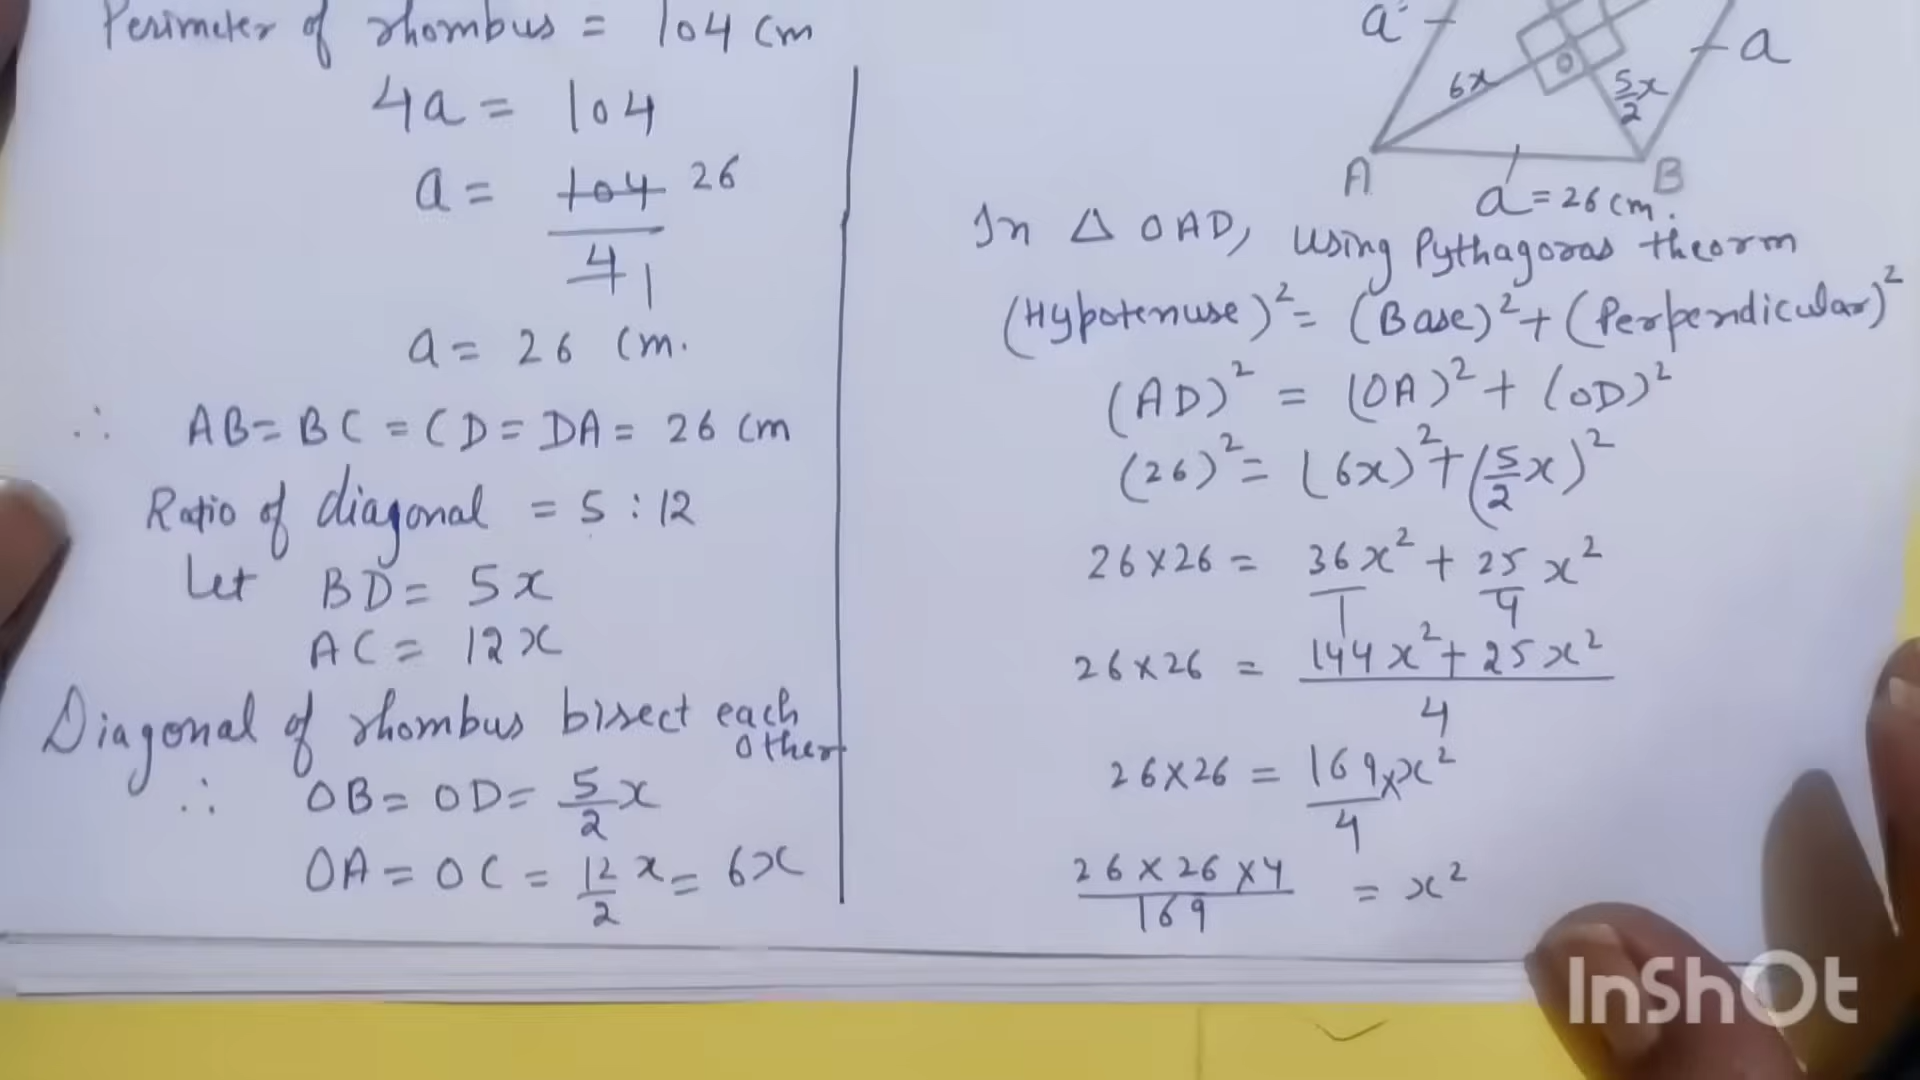 Perimeter of rhombus = 104 cm
4a = 104
a = 104 26
4 1
a = 26 cm.
∴ AB = BC = CD = DA = 26 cm
Ratio of diagonal = 5 : 12
Let BD = 5x
AC = 12x
Diagonal of rhombus bisect each
other
∴ OB = OD = 5/2 x
OA = OC = 12/2 x = 6x
a
a
6x
O
5/2 x
A
B
a = 26 cm.
In △ OAD, using Pythagoras theorm
(Hypotenuse)² = (Base)² + (Perpendicular)²
(AD)² = (OA)² + (OD)²
(26)² = (6x)² + (5/2 x)²
26 × 26 = 36x²/1 + 25/4 x²
26 × 26 = 144x² + 25x² / 4
26 × 26 = 169/4 × x²
26 × 26 × 4 / 169 = x²
InShOt